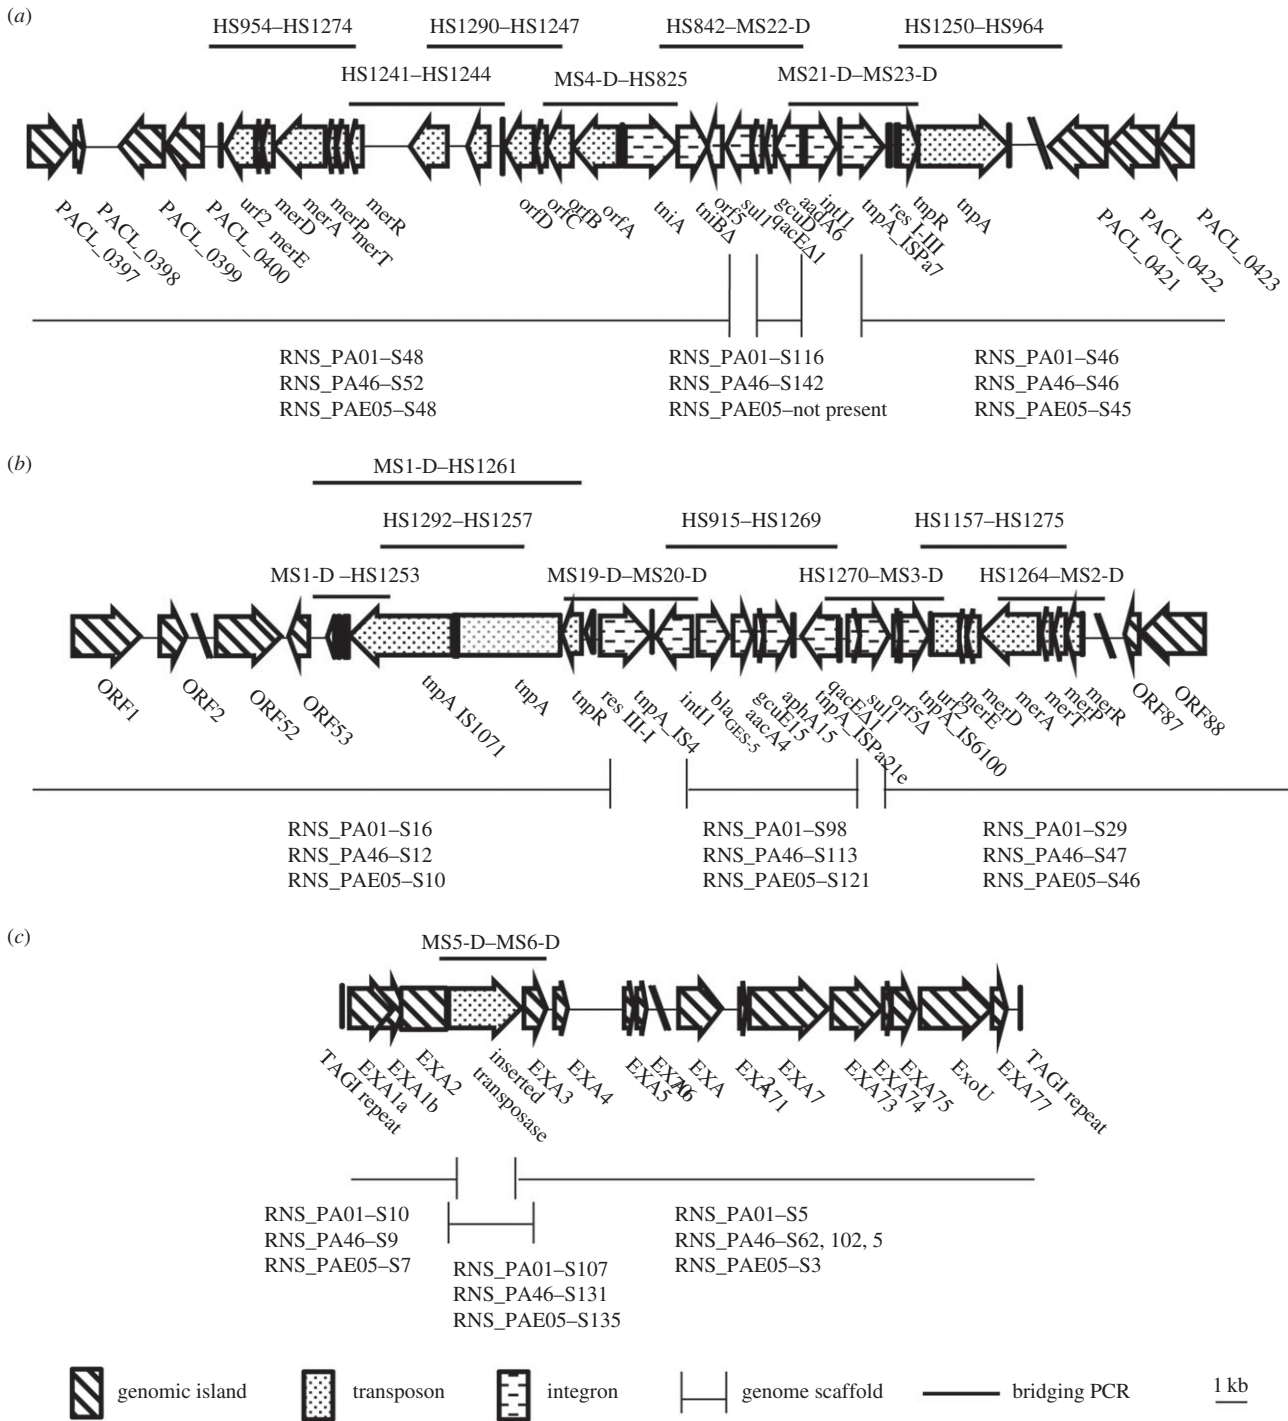 (a)
HS954–HS1274
HS1290–HS1247
HS842–MS22-D
HS1250–HS964
HS1241–HS1244
MS4-D–HS825
MS21-D–MS23-D
PACL_0397
PACL_0398
PACL_0399
PACL_0400
urf2
merE
merD
merA
merP
merT
merR
orfD
orfC
orfB
orfA
tniA
tniBΔ
orf5
sul1
qacEΔ1
gcuD
aadA6
intI1
tnpA_ISPa7
res I-III
tnpR
tnpA
PACL_0421
PACL_0422
PACL_0423
RNS_PA01–S48
RNS_PA46–S52
RNS_PAE05–S48
RNS_PA01–S116
RNS_PA46–S142
RNS_PAE05–not present
RNS_PA01–S46
RNS_PA46–S46
RNS_PAE05–S45
(b)
MS1-D–HS1261
HS1292–HS1257
HS915–HS1269
HS1157–HS1275
MS1-D –HS1253
MS19-D–MS20-D
HS1270–MS3-D
HS1264–MS2-D
ORF1
ORF2
ORF52
ORF53
tnpA IS1071
tnpA
tnpR
res III-I
tnpA_IS4
intI1
blaGES-5
gcuE15
aacA4
aphA15
tnpA_ISPa21e
qacEΔ1
sul1
orf5Δ
tnpA_IS6100
urf2
merE
merD
merA
merT
merP
merR
ORF87
ORF88
RNS_PA01–S16
RNS_PA46–S12
RNS_PAE05–S10
RNS_PA01–S98
RNS_PA46–S113
RNS_PAE05–S121
RNS_PA01–S29
RNS_PA46–S47
RNS_PAE05–S46
(c)
MS5-D–MS6-D
TAGI repeat
EXA1a
EXA1b
EXA2
inserted
transposase
EXA3
EXA4
EXA5
EXA
EXA71
EXA7
EXA73
EXA74
EXA75
ExoU
EXA77
TAGI repeat
RNS_PA01–S10
RNS_PA46–S9
RNS_PAE05–S7
RNS_PA01–S107
RNS_PA46–S131
RNS_PAE05–S135
RNS_PA01–S5
RNS_PA46–S62, 102, 5
RNS_PAE05–S3
genomic island
transposon
integron
genome scaffold
bridging PCR
1 kb